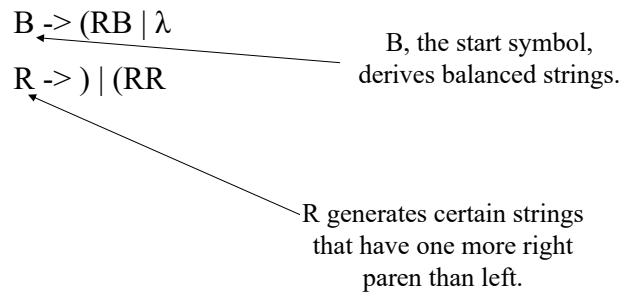 B -> (RB | λ
B, the start symbol,
derives balanced strings.
R -> ) | (RR
R generates certain strings
that have one more right
paren than left.